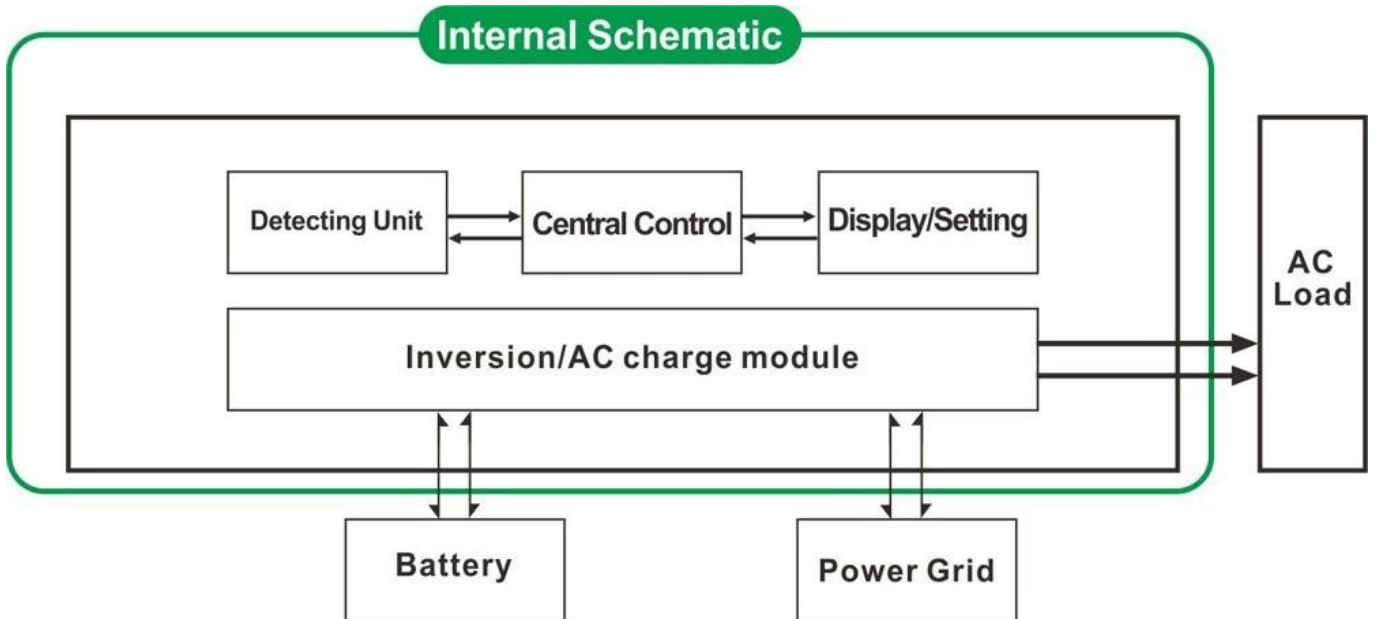 Internal Schematic
Detecting Unit
Central Control
Display/Setting
AC
Load
Inversion/AC charge module
Battery
Power Grid